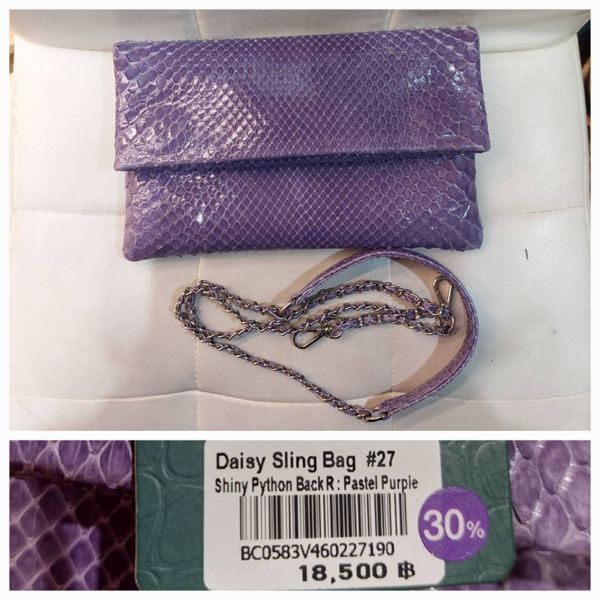 Daisy Sling Bag #27
Shiny Python Back R : Pastel Purple
30%
BC0583V460227190
18,500 ฿